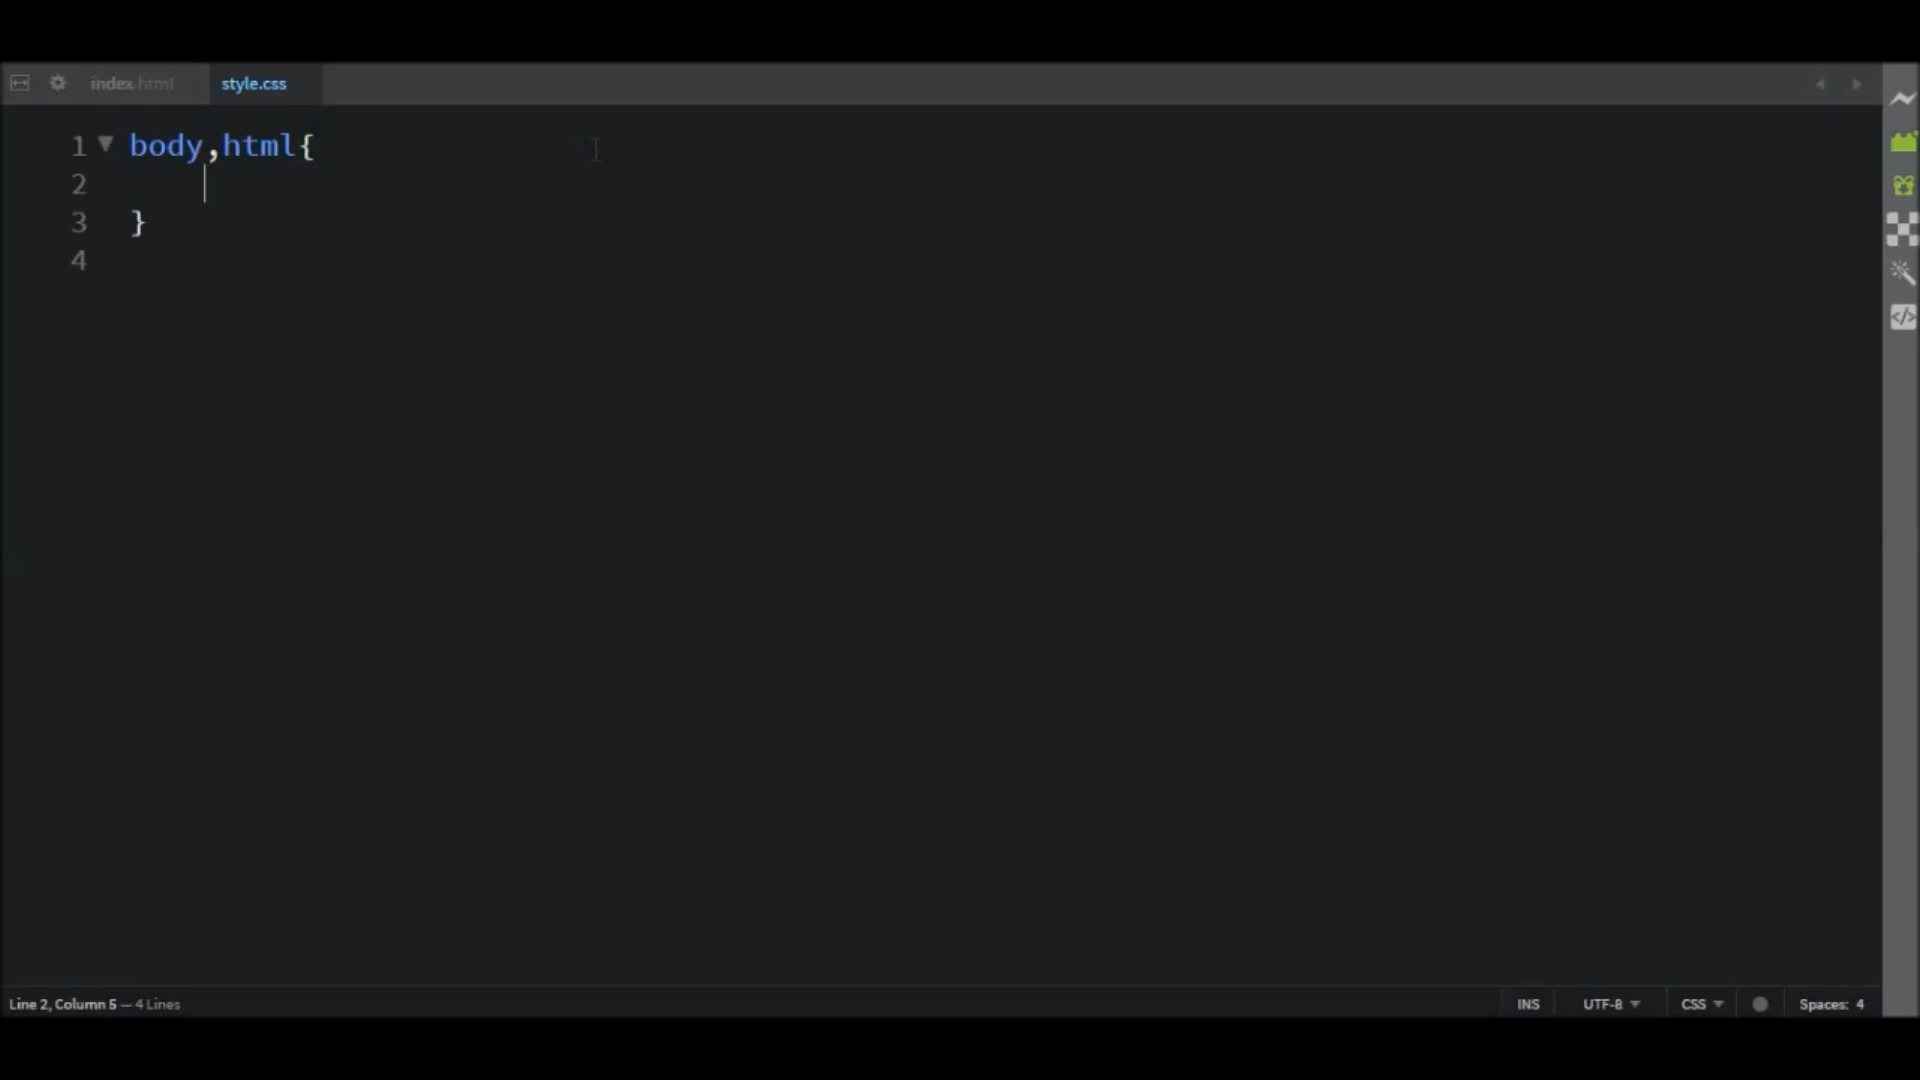 index.html style.css
1 body,html{
2
3 }
4
Line 2, Column 5 — 4 Lines INS UTF-8 CSS Spaces: 4